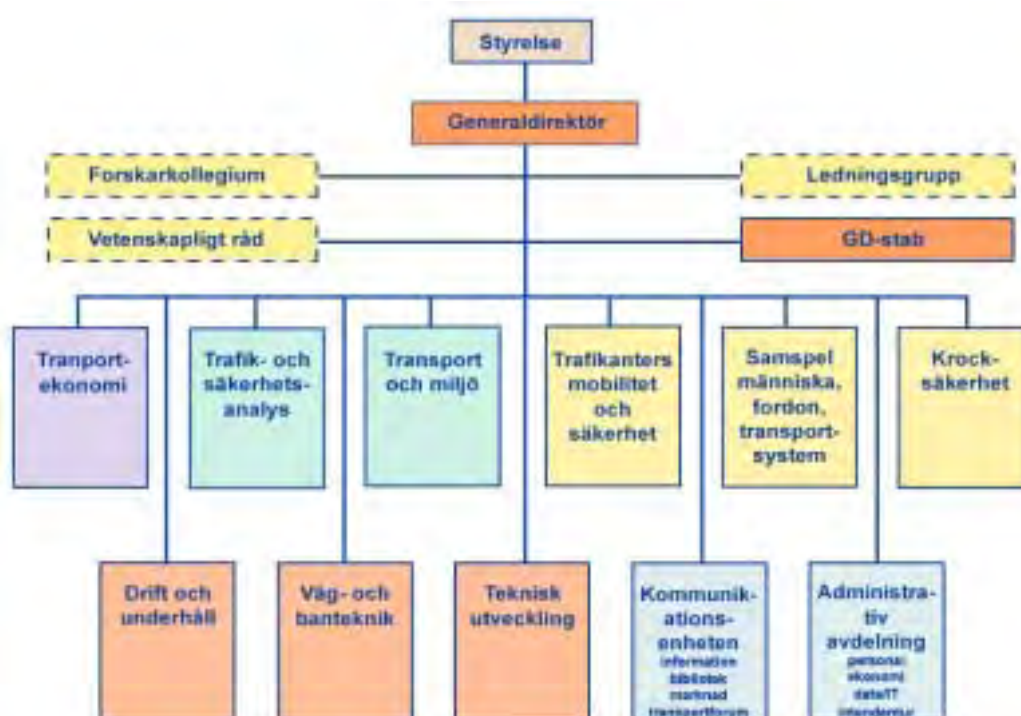 Styrelse
Generaldirektör
Forskarkollegium
Ledningsgrupp
Vetenskapligt råd
GD-stab
Tranport-
ekonomi
Trafik- och
säkerhets-
analys
Transport
och miljö
Trafikanters
mobilitet
och
säkerhet
Samspel
människa,
fordon,
transport-
system
Krock-
säkerhet
Drift och
underhåll
Väg- och
banteknik
Teknisk
utveckling
Kommunik-
ations-
enheten
information
bibliotek
marknad
transportforum
Administra-
tiv
avdelning
personal
ekonomi
data/IT
intendentur